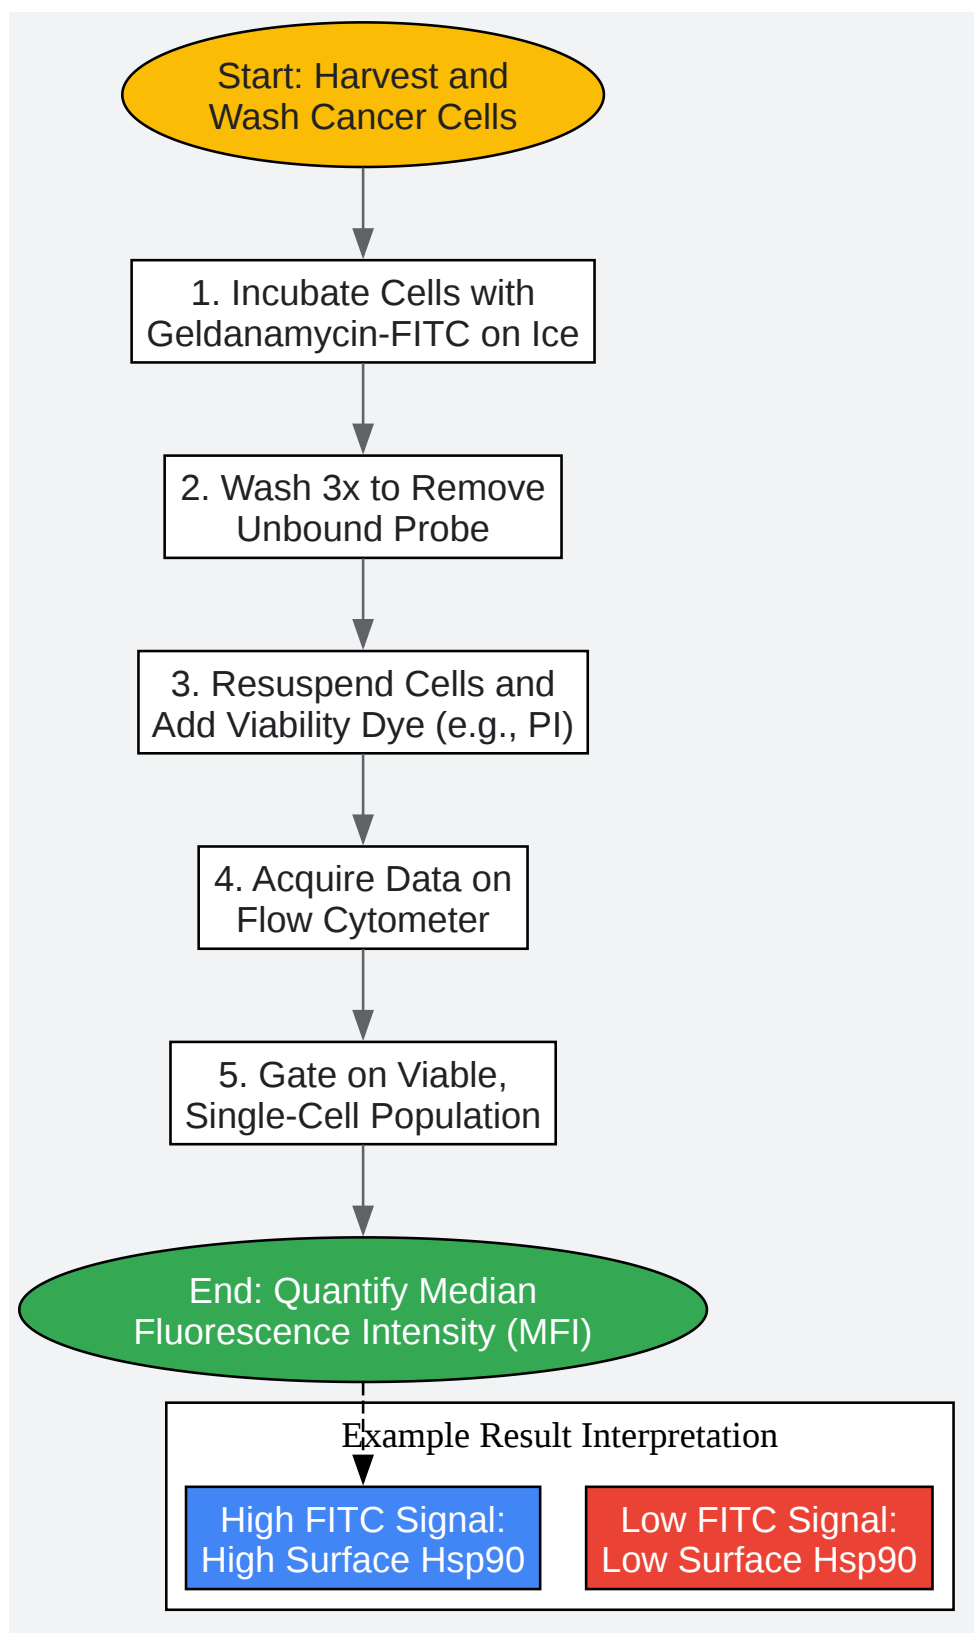 Start: Harvest and
Wash Cancer Cells
1. Incubate Cells with
Geldanamycin-FITC on Ice
2. Wash 3x to Remove
Unbound Probe
3. Resuspend Cells and
Add Viability Dye (e.g., PI)
4. Acquire Data on
Flow Cytometer
5. Gate on Viable,
Single-Cell Population
End: Quantify Median
Fluorescence Intensity (MFI)
Example Result Interpretation
High FITC Signal:
High Surface Hsp90
Low FITC Signal:
Low Surface Hsp90